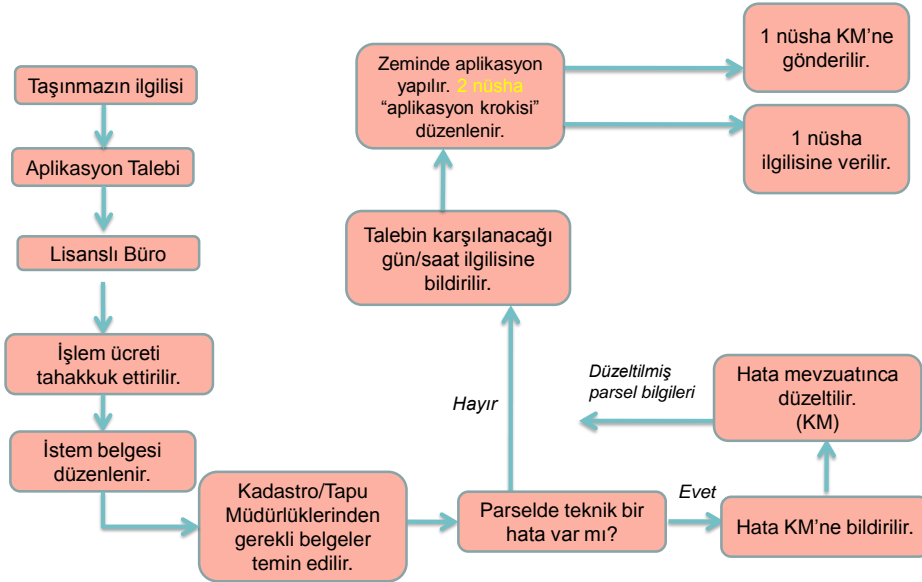 Taşınmazın ilgilisi
Aplikasyon Talebi
Lisanslı Büro
İşlem ücreti
tahakkuk ettirilir.
İstem belgesi
düzenlenir.
Kadastro/Tapu
Müdürlüklerinden
gerekli belgeler
temin edilir.
Parselde teknik bir
hata var mı?
Evet
Hata KM'ne bildirilir.
Hata mevzuatınca
düzeltilir.
(KM)
Düzeltilmiş
parsel bilgileri
Hayır
Talebin karşılanacağı
gün/saat ilgilisine
bildirilir.
Zeminde aplikasyon
yapılır. 2 nüsha
“aplikasyon krokisi”
düzenlenir.
1 nüsha KM'ne
gönderilir.
1 nüsha
ilgilisine verilir.